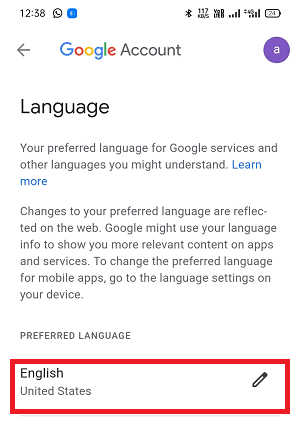 12:38
117 KB/S 4G 24
Google Account
a
Language
Your preferred language for Google services and
other languages you might understand. Learn
more
Changes to your preferred language are reflec-
ted on the web. Google might use your language
info to show you more relevant content on apps
and services. To change the preferred language
for mobile apps, go to the language settings on
your device.
PREFERRED LANGUAGE
English
United States